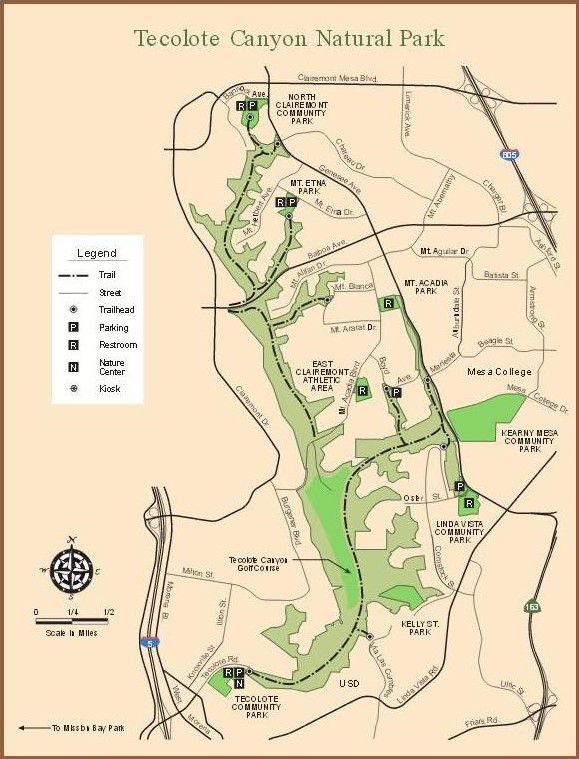 Tecolote Canyon Natural Park
Clairemont Mesa Blvd.
Bannock Ave.
R P
NORTH
CLAIREMONT
COMMUNITY
PARK
Limerick Ave.
805
Chateau Dr.
Genesee Ave.
Mt. Abernathy
Charger Bl.
MT. ETNA
PARK
R P
Mt. Etna Dr.
Mt. Herbert Ave.
Balboa Ave.
Ashford St.
Mt. Aguilar Dr.
Mt. Alifan Dr.
Batista St.
Mt. Blanca
MT. ACADIA
PARK
R
Armstrong St.
Auburndale St.
Mt. Ararat Dr.
Beagle St.
Legend
Trail
Street
Trailhead
P Parking
R Restroom
N Nature
Center
Kiosk
EAST
CLAIREMONT
ATHLETIC
AREA
Mt. Acadia Blvd.
Boyd Ave.
Marlesta
Mesa College
R
P
Mesa College Dr.
Clairemont Dr.
KEARNY MESA
COMMUNITY
PARK
P
R
Osler St.
LINDA VISTA
COMMUNITY
PARK
Burgener Blvd.
Comstock St.
Tecolote Canyon
Golf Course
N
W
E
S
0 1/4 1/2
Scale in Miles
Milton St.
Illion St.
Morena Bl.
163
KELLY ST.
PARK
5
Knoxville St.
Tecolote Rd.
R P
N
TECOLOTE
COMMUNITY
PARK
USD
Via Las Cumbres
Linda Vista Rd.
Ulric St.
Friars Rd.
West Morena
To Mission Bay Park